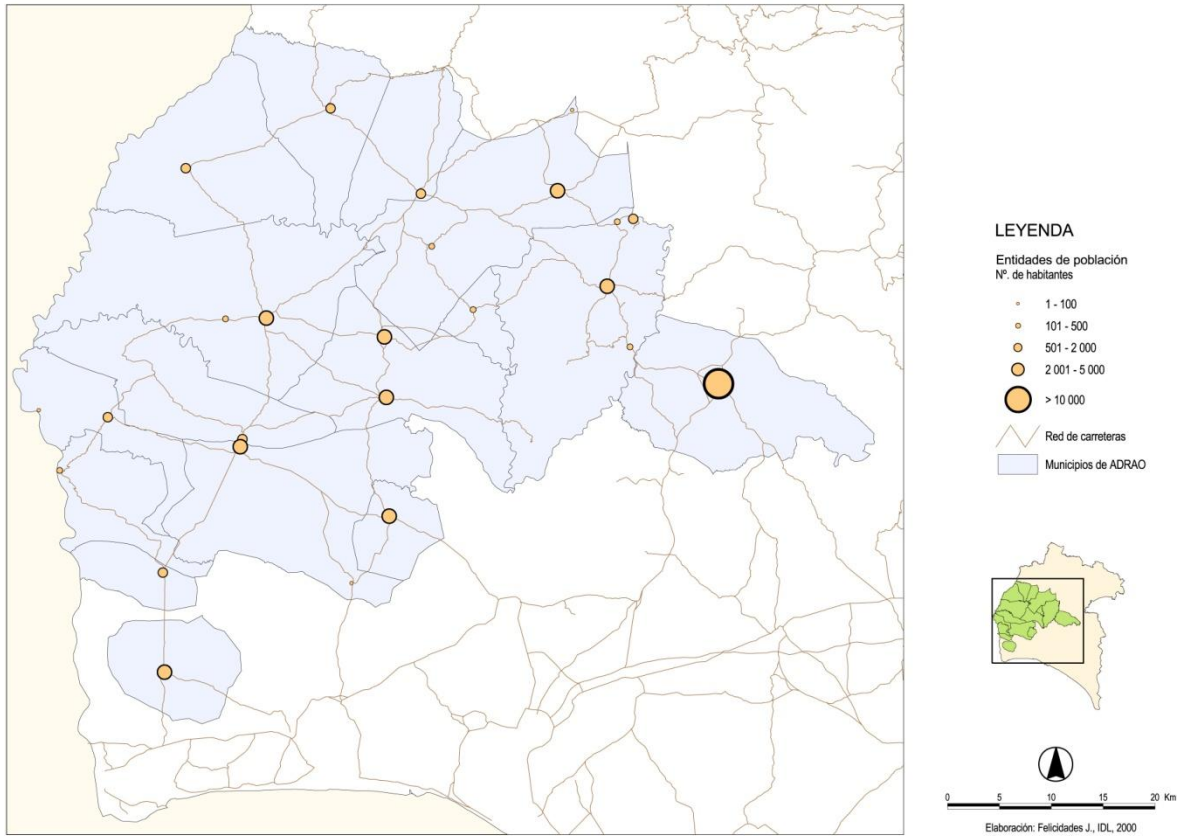 LEYENDA
Entidades de población
Nº. de habitantes
1 - 100
101 - 500
501 - 2 000
2 001 - 5 000
> 10 000
Red de carreteras
Municipios de ADRAO
0 5 10 15 20 Km
Elaboración: Felicidades J., IDL, 2000